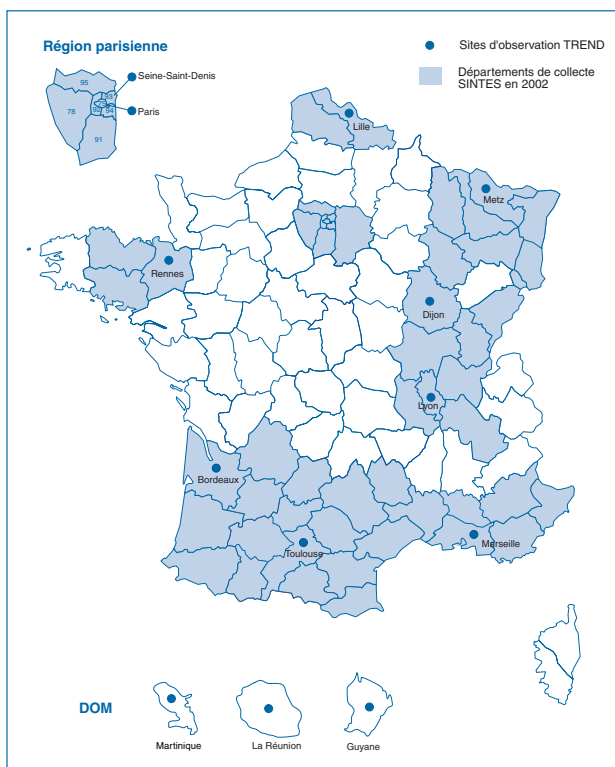 Région parisienne
Sites d'observation TREND
Départements de collecte
SINTES en 2002
95
Seine-Saint-Denis
93
75
78
92
94
Paris
91
Lille
Metz
Rennes
Dijon
Lyon
Bordeaux
Toulouse
Marseille
DOM
Martinique
La Réunion
Guyane